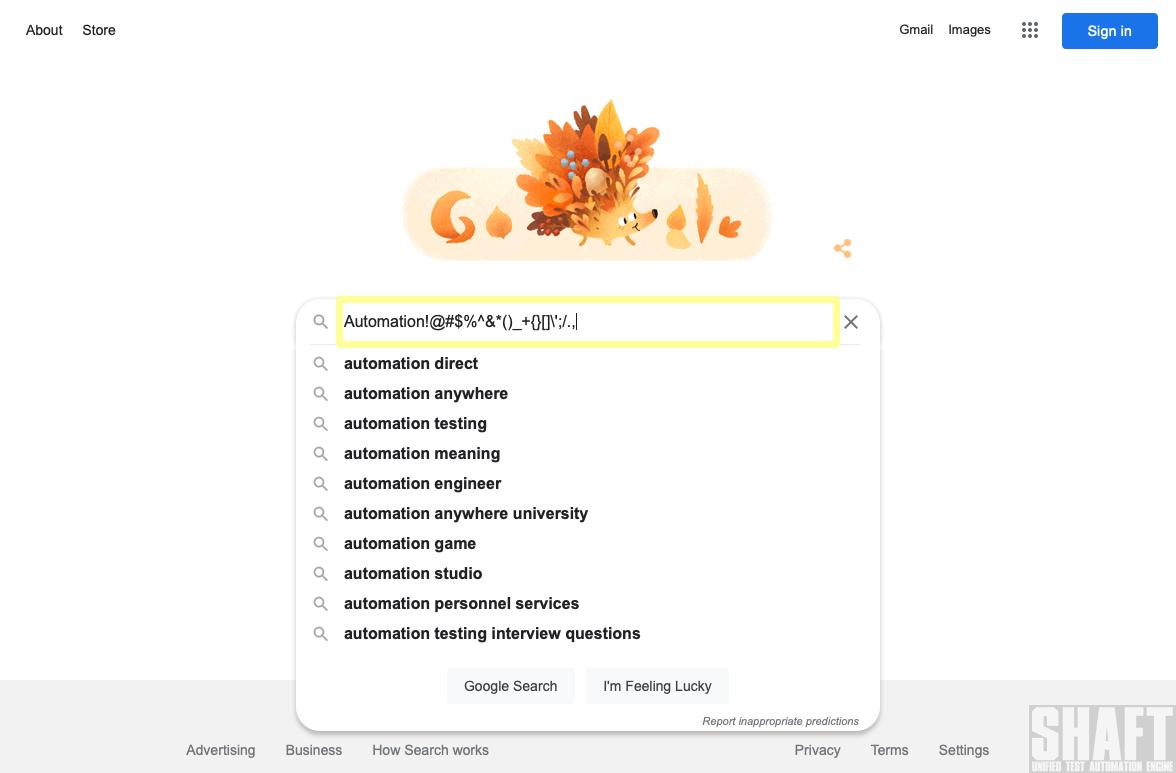 About Store Gmail Images Sign in
Automation!@#$%^&*()_+{}[]\';/.,
automation direct
automation anywhere
automation testing
automation meaning
automation engineer
automation anywhere university
automation game
automation studio
automation personnel services
automation testing interview questions
Google Search I'm Feeling Lucky
Report inappropriate predictions
Advertising Business How Search works Privacy Terms Settings
SHAFT
UNIFIED TEST AUTOMATION ENGINE